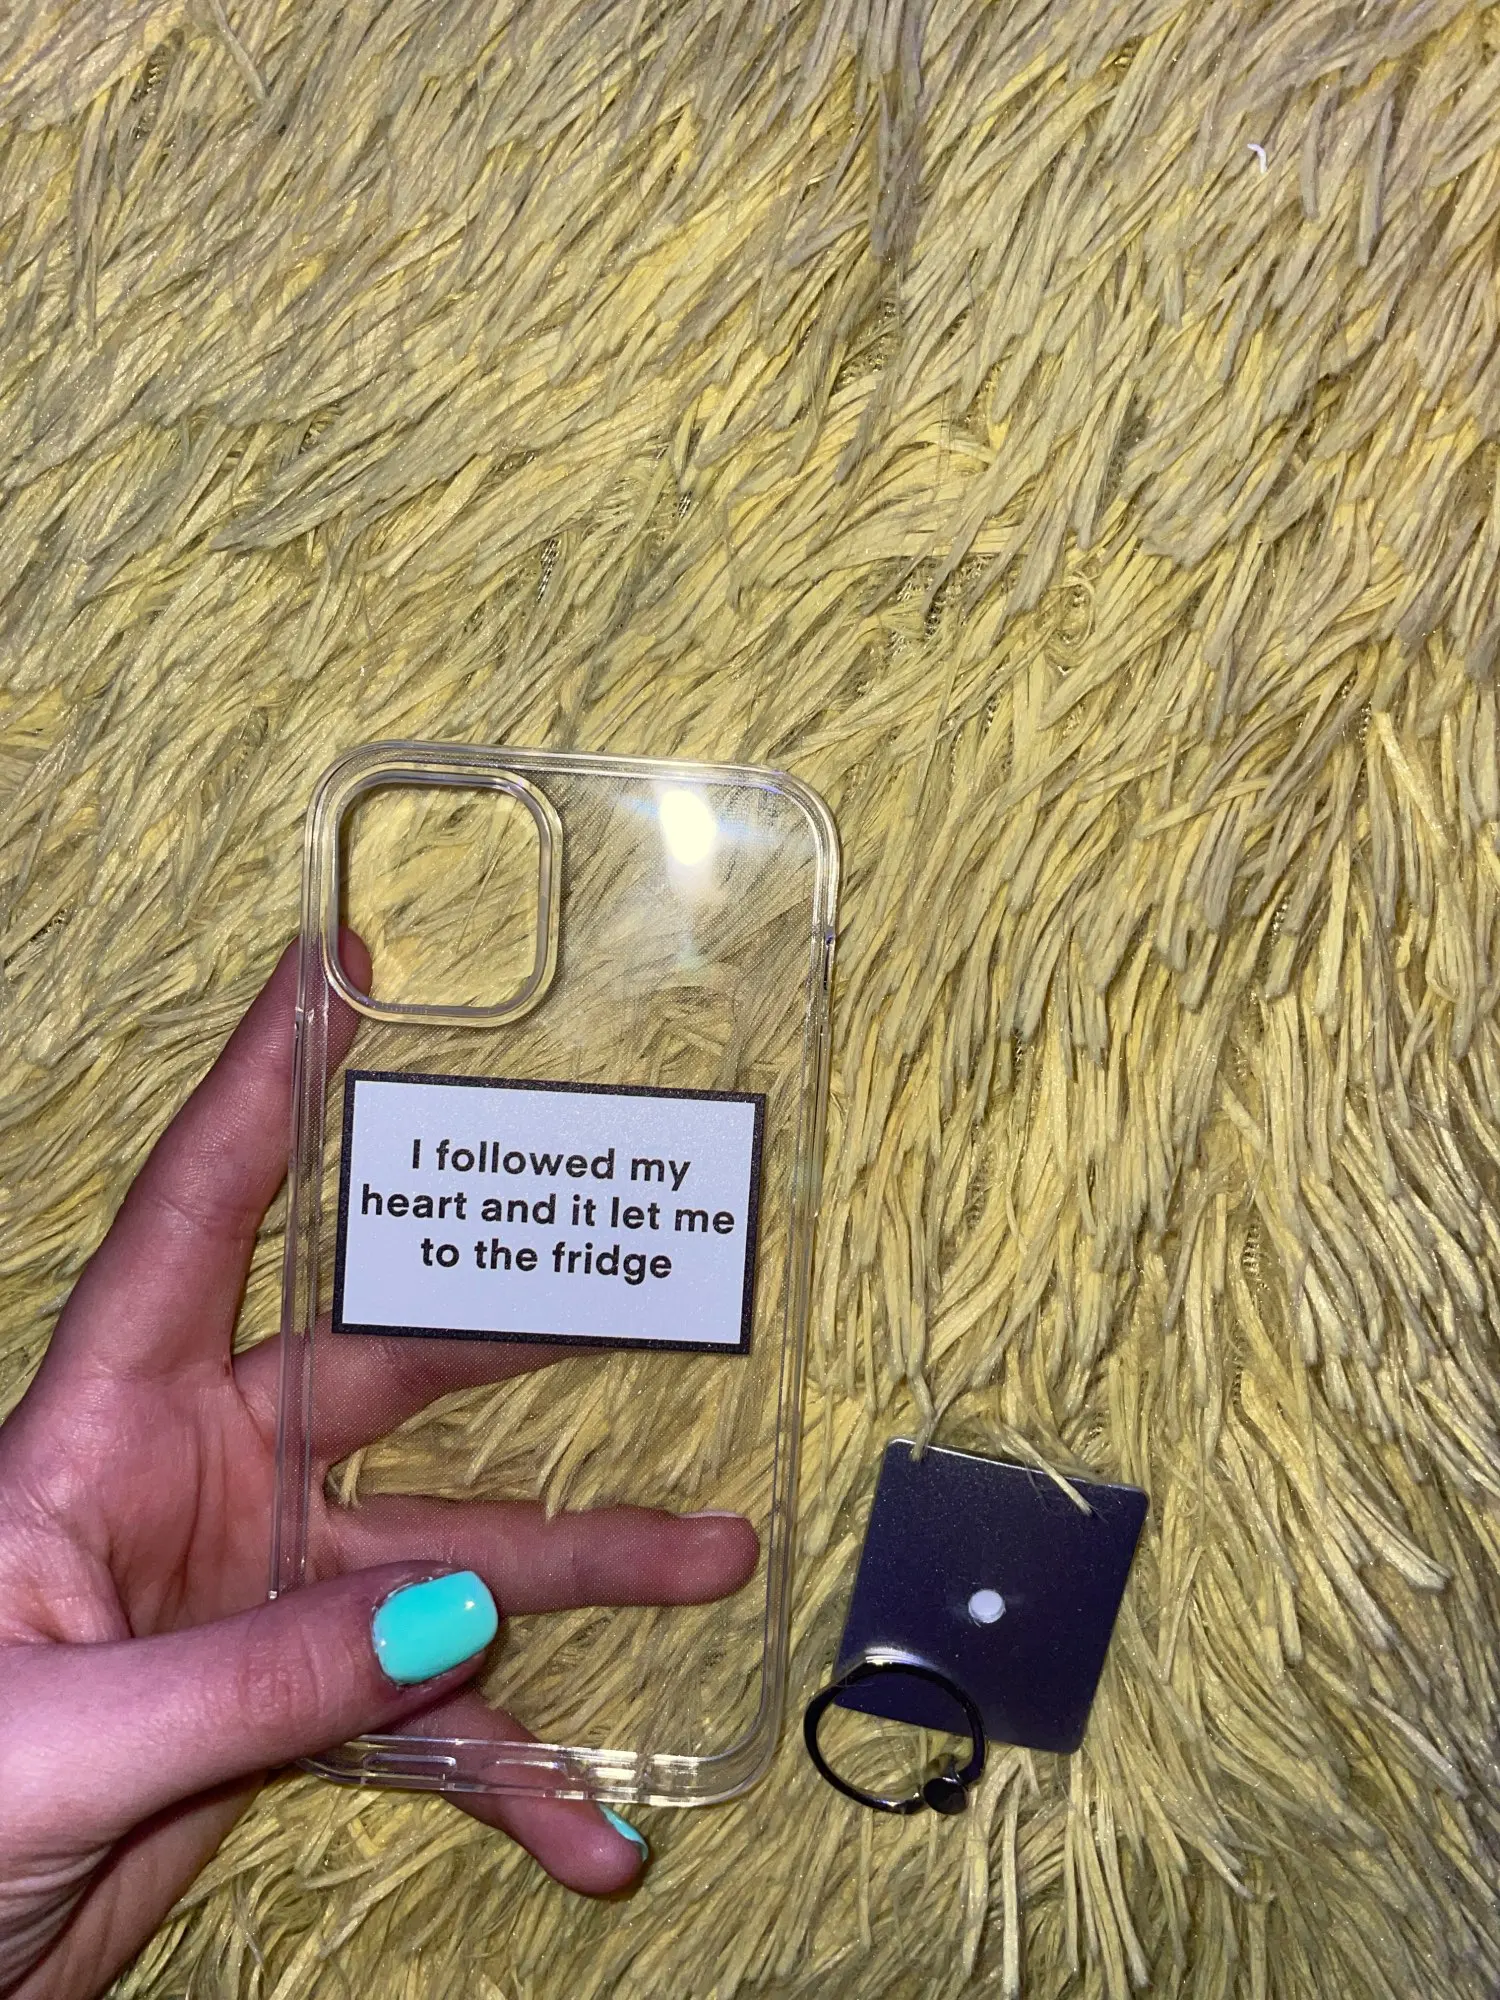 I followed my
heart and it let me
to the fridge